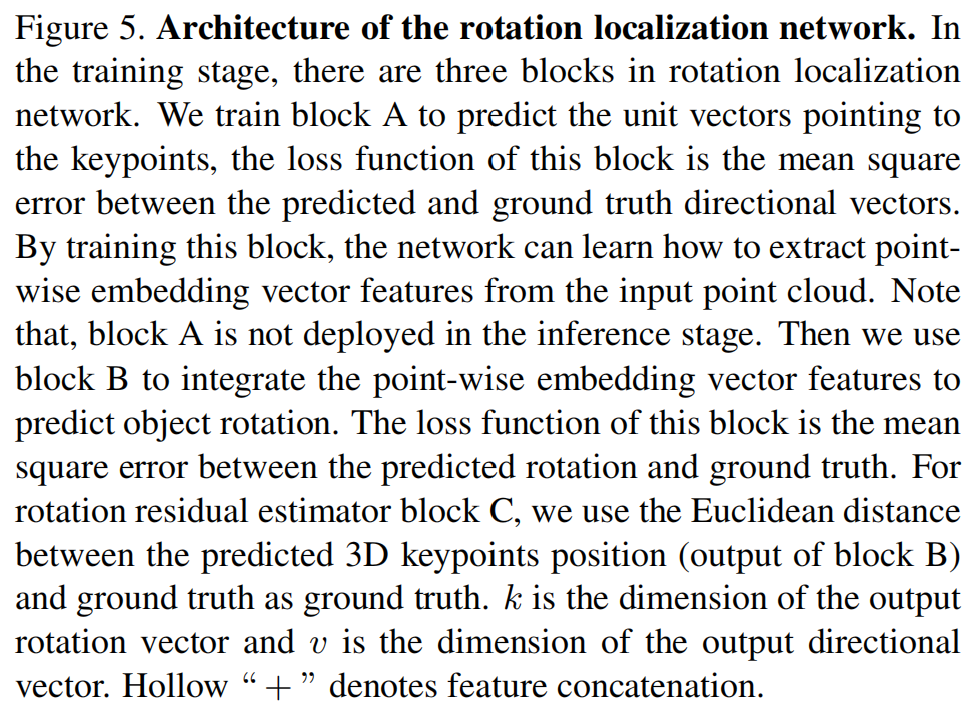 Figure 5. Architecture of the rotation localization network. In
the training stage, there are three blocks in rotation localization
network. We train block A to predict the unit vectors pointing to
the keypoints, the loss function of this block is the mean square
error between the predicted and ground truth directional vectors.
By training this block, the network can learn how to extract point-
wise embedding vector features from the input point cloud. Note
that, block A is not deployed in the inference stage. Then we use
block B to integrate the point-wise embedding vector features to
predict object rotation. The loss function of this block is the mean
square error between the predicted rotation and ground truth. For
rotation residual estimator block C, we use the Euclidean distance
between the predicted 3D keypoints position (output of block B)
and ground truth as ground truth. k is the dimension of the output
rotation vector and v is the dimension of the output directional
vector. Hollow “ + ” denotes feature concatenation.